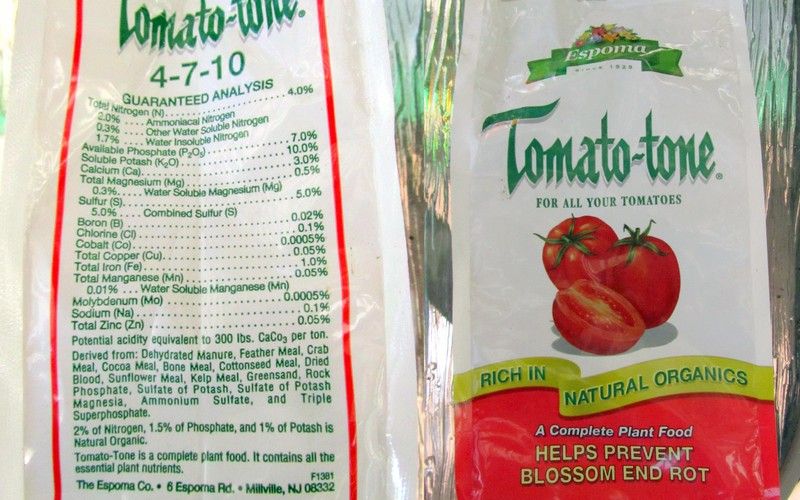 Tomato-tone®
4-7-10
GUARANTEED ANALYSIS
Total Nitrogen (N) 4.0%
2.0% Ammoniacal Nitrogen
0.3% Other Water Soluble Nitrogen
1.7% Water Insoluble Nitrogen
Available Phosphate (P₂O₅) 7.0%
Soluble Potash (K₂O) 10.0%
Calcium (Ca) 3.0%
Total Magnesium (Mg) 0.5%
0.3% Water Soluble Magnesium (Mg)
Sulfur (S) 5.0%
5.0% Combined Sulfur (S)
Boron (B) 0.02%
Chlorine (Cl) 0.1%
Cobalt (Co) 0.0005%
Total Copper (Cu) 0.05%
Total Iron (Fe) 1.0%
Total Manganese (Mn) 0.05%
0.01% Water Soluble Manganese (Mn)
Molybdenum (Mo) 0.0005%
Sodium (Na) 0.1%
Total Zinc (Zn) 0.05%
Potential acidity equivalent to 300 lbs. CaCo₃ per ton.
Derived from: Dehydrated Manure, Feather Meal, Crab
Meal, Cocoa Meal, Bone Meal, Cottonseed Meal, Dried
Blood, Sunflower Meal, Kelp Meal, Greensand, Rock
Phosphate, Sulfate of Potash, Sulfate of Potash
Magnesia, Ammonium Sulfate, and Triple
Superphosphate.
2% of Nitrogen, 1.5% of Phosphate, and 1% of Potash is
Natural Organic.
Tomato-Tone is a complete plant food. It contains all the
essential plant nutrients.
F1381
The Espoma Co. • 6 Espoma Rd. • Millville, NJ 08332
Espoma
SINCE 1929
Tomato-tone®
FOR ALL YOUR TOMATOES
RICH IN NATURAL ORGANICS
A Complete Plant Food
HELPS PREVENT
BLOSSOM END ROT